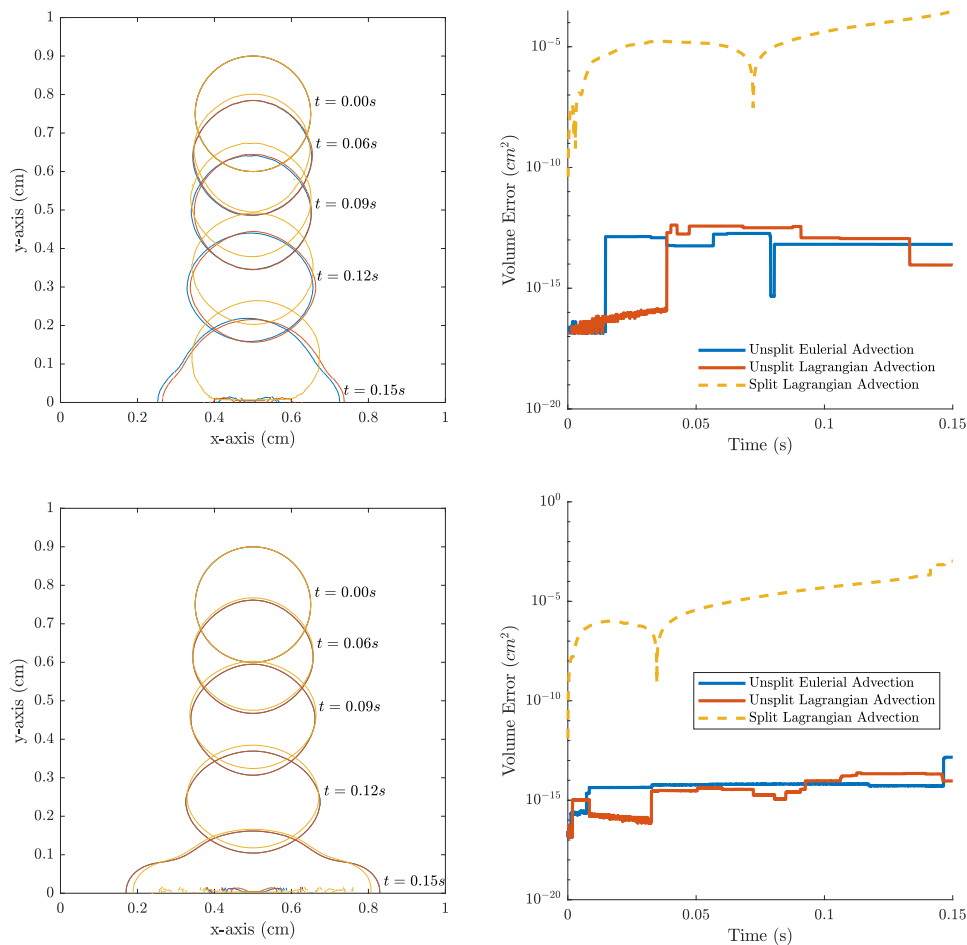 1
0.9
0.8
0.7
0.6
0.5
0.4
0.3
0.2
0.1
0
y-axis (cm)
t = 0.00s
t = 0.06s
t = 0.09s
t = 0.12s
t = 0.15s
0 0.2 0.4 0.6 0.8 1
x-axis (cm)
10⁻⁵
10⁻¹⁰
10⁻¹⁵
10⁻²⁰
Volume Error (cm²)
Unsplit Eulerial Advection
Unsplit Lagrangian Advection
Split Lagrangian Advection
0 0.05 0.1 0.15
Time (s)
1
0.9
0.8
0.7
0.6
0.5
0.4
0.3
0.2
0.1
0
y-axis (cm)
t = 0.00s
t = 0.06s
t = 0.09s
t = 0.12s
t = 0.15s
0 0.2 0.4 0.6 0.8 1
x-axis (cm)
10⁰
10⁻⁵
10⁻¹⁰
10⁻¹⁵
10⁻²⁰
Volume Error (cm²)
Unsplit Eulerial Advection
Unsplit Lagrangian Advection
Split Lagrangian Advection
0 0.05 0.1 0.15
Time (s)